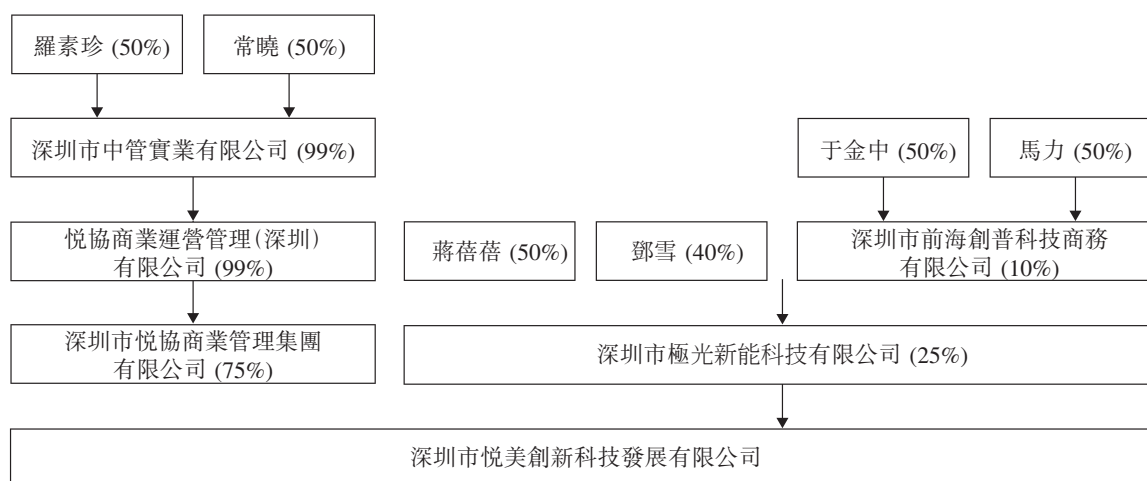 羅素珍 (50%)
常曉 (50%)
深圳市中管實業有限公司 (99%)
于金中 (50%)
馬力 (50%)
悦協商業運營管理(深圳)
有限公司 (99%)
蔣蓓蓓 (50%)
鄧雪 (40%)
深圳市前海創普科技商務
有限公司 (10%)
深圳市悦協商業管理集團
有限公司 (75%)
深圳市極光新能科技有限公司 (25%)
深圳市悦美創新科技發展有限公司